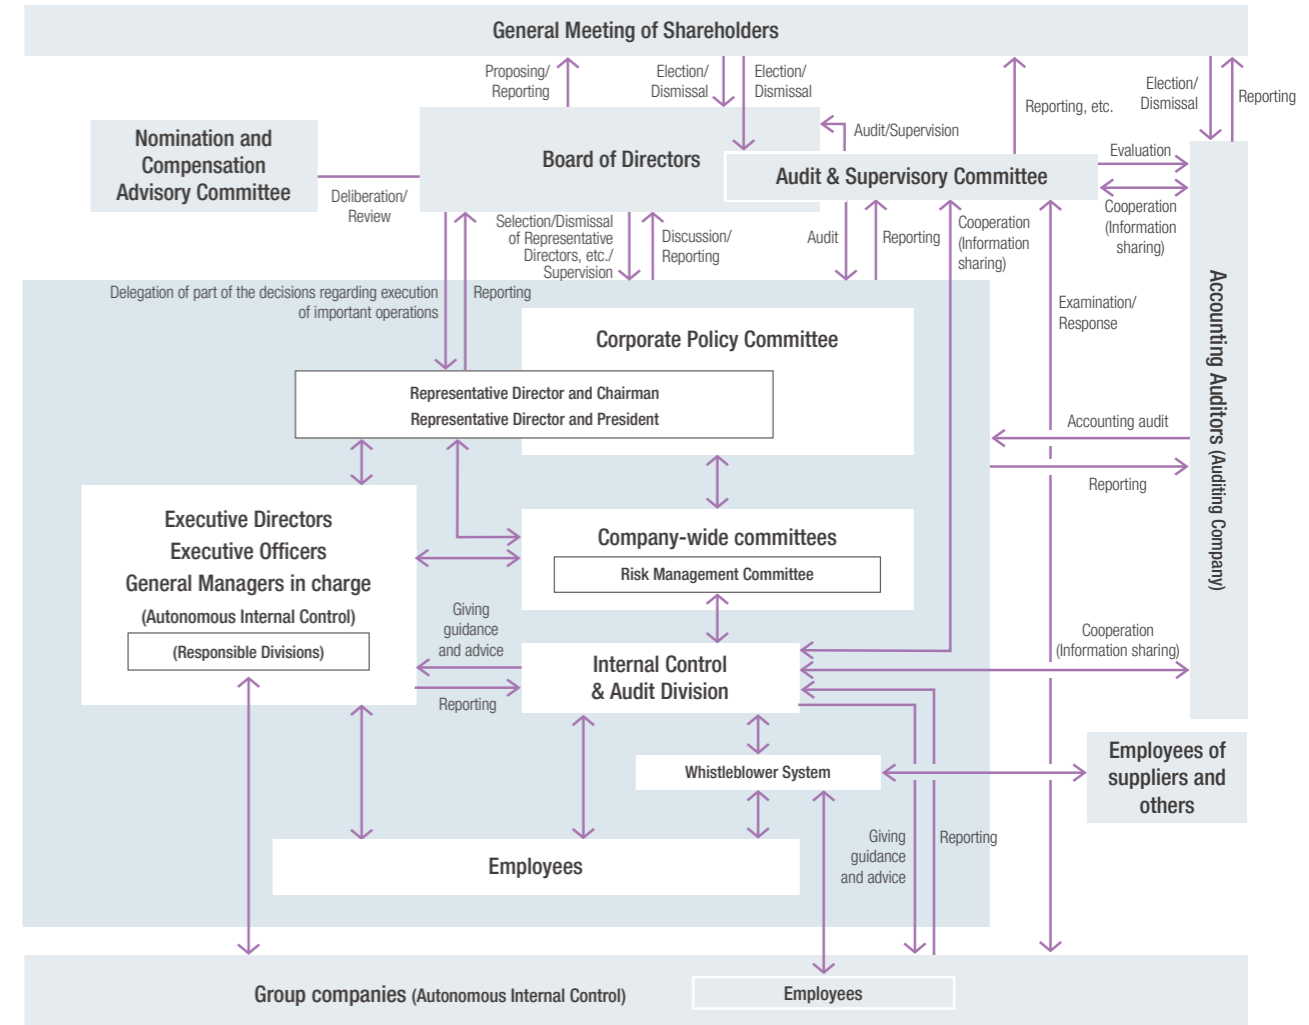 General Meeting of Shareholders
Proposing/
Reporting
Election/
Dismissal
Election/
Dismissal
Reporting, etc.
Election/
Dismissal
Reporting
Nomination and
Compensation
Advisory Committee
Deliberation/
Review
Board of Directors
Audit/Supervision
Audit & Supervisory Committee
Evaluation
Cooperation
(Information
sharing)
Selection/Dismissal
of Representative
Directors, etc./
Supervision
Discussion/
Reporting
Audit
Reporting
Cooperation
(Information
sharing)
Examination/
Response
Delegation of part of the decisions regarding execution
of important operations
Reporting
Accounting Auditors (Auditing Company)
Corporate Policy Committee
Representative Director and Chairman
Representative Director and President
Accounting audit
Reporting
Executive Directors
Executive Officers
General Managers in charge
(Autonomous Internal Control)
(Responsible Divisions)
Company-wide committees
Risk Management Committee
Giving
guidance
and advice
Reporting
Internal Control
& Audit Division
Cooperation
(Information sharing)
Whistleblower System
Employees of
suppliers and
others
Employees
Giving
guidance
and advice
Reporting
Group companies (Autonomous Internal Control)
Employees